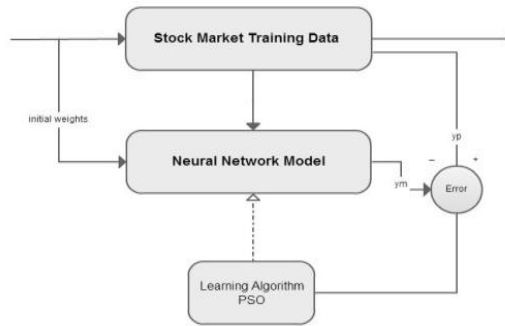 Stock Market Training Data
initial weights
yp
Neural Network Model
– +
ym
Error
Learning Algorithm
PSO